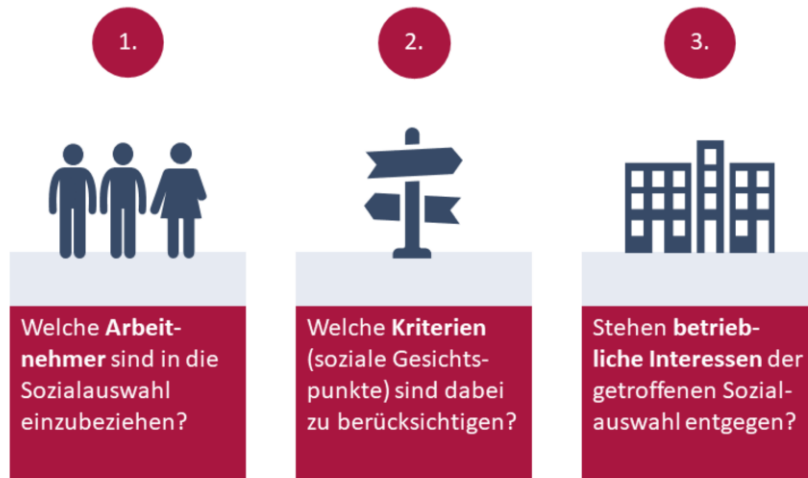 1.
2.
3.
Welche Arbeit-
nehmer sind in die
Sozialauswahl
einzubeziehen?
Welche Kriterien
(soziale Gesichts-
punkte) sind dabei
zu berücksichtigen?
Stehen betrieb-
liche Interessen der
getroffenen Sozial-
auswahl entgegen?